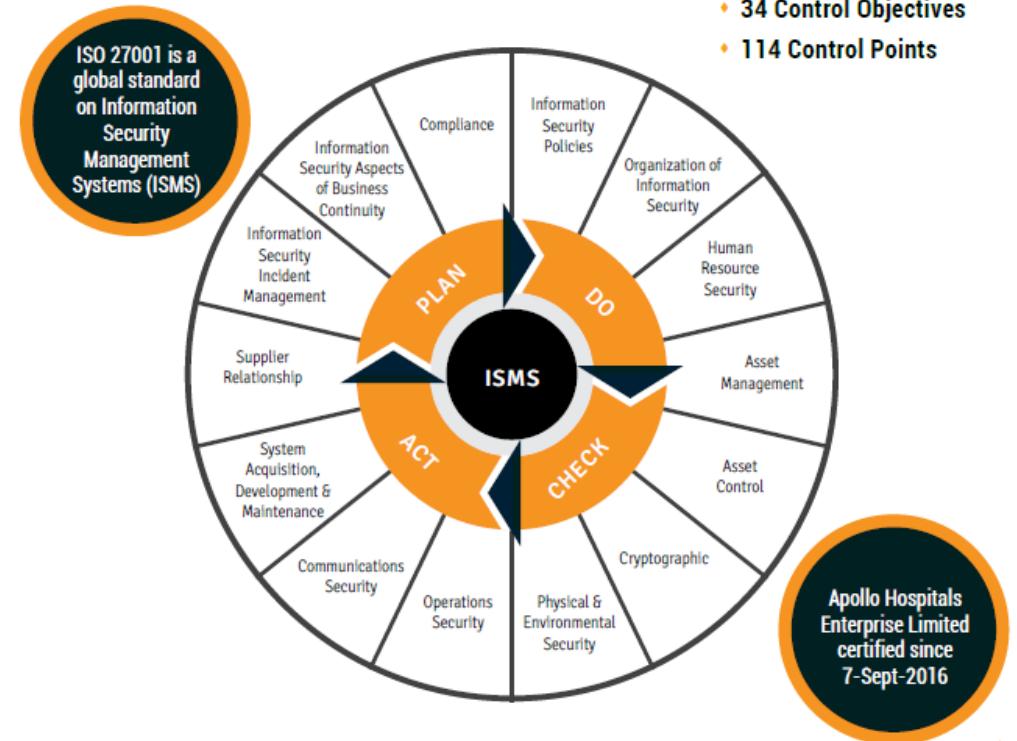 34 Control Objectives
114 Control Points
ISO 27001 is a
global standard
on Information
Security
Management
Systems (ISMS)
Compliance
Information
Security
Policies
Organization of
Information
Security
Human
Resource
Security
Asset
Management
Asset
Control
Cryptographic
Physical &
Environmental
Security
Operations
Security
Communications
Security
System
Acquisition,
Development &
Maintenance
Supplier
Relationship
Information
Security
Incident
Management
Information
Security Aspects
of Business
Continuity
PLAN
DO
CHECK
ACT
ISMS
Apollo Hospitals
Enterprise Limited
certified since
7-Sept-2016